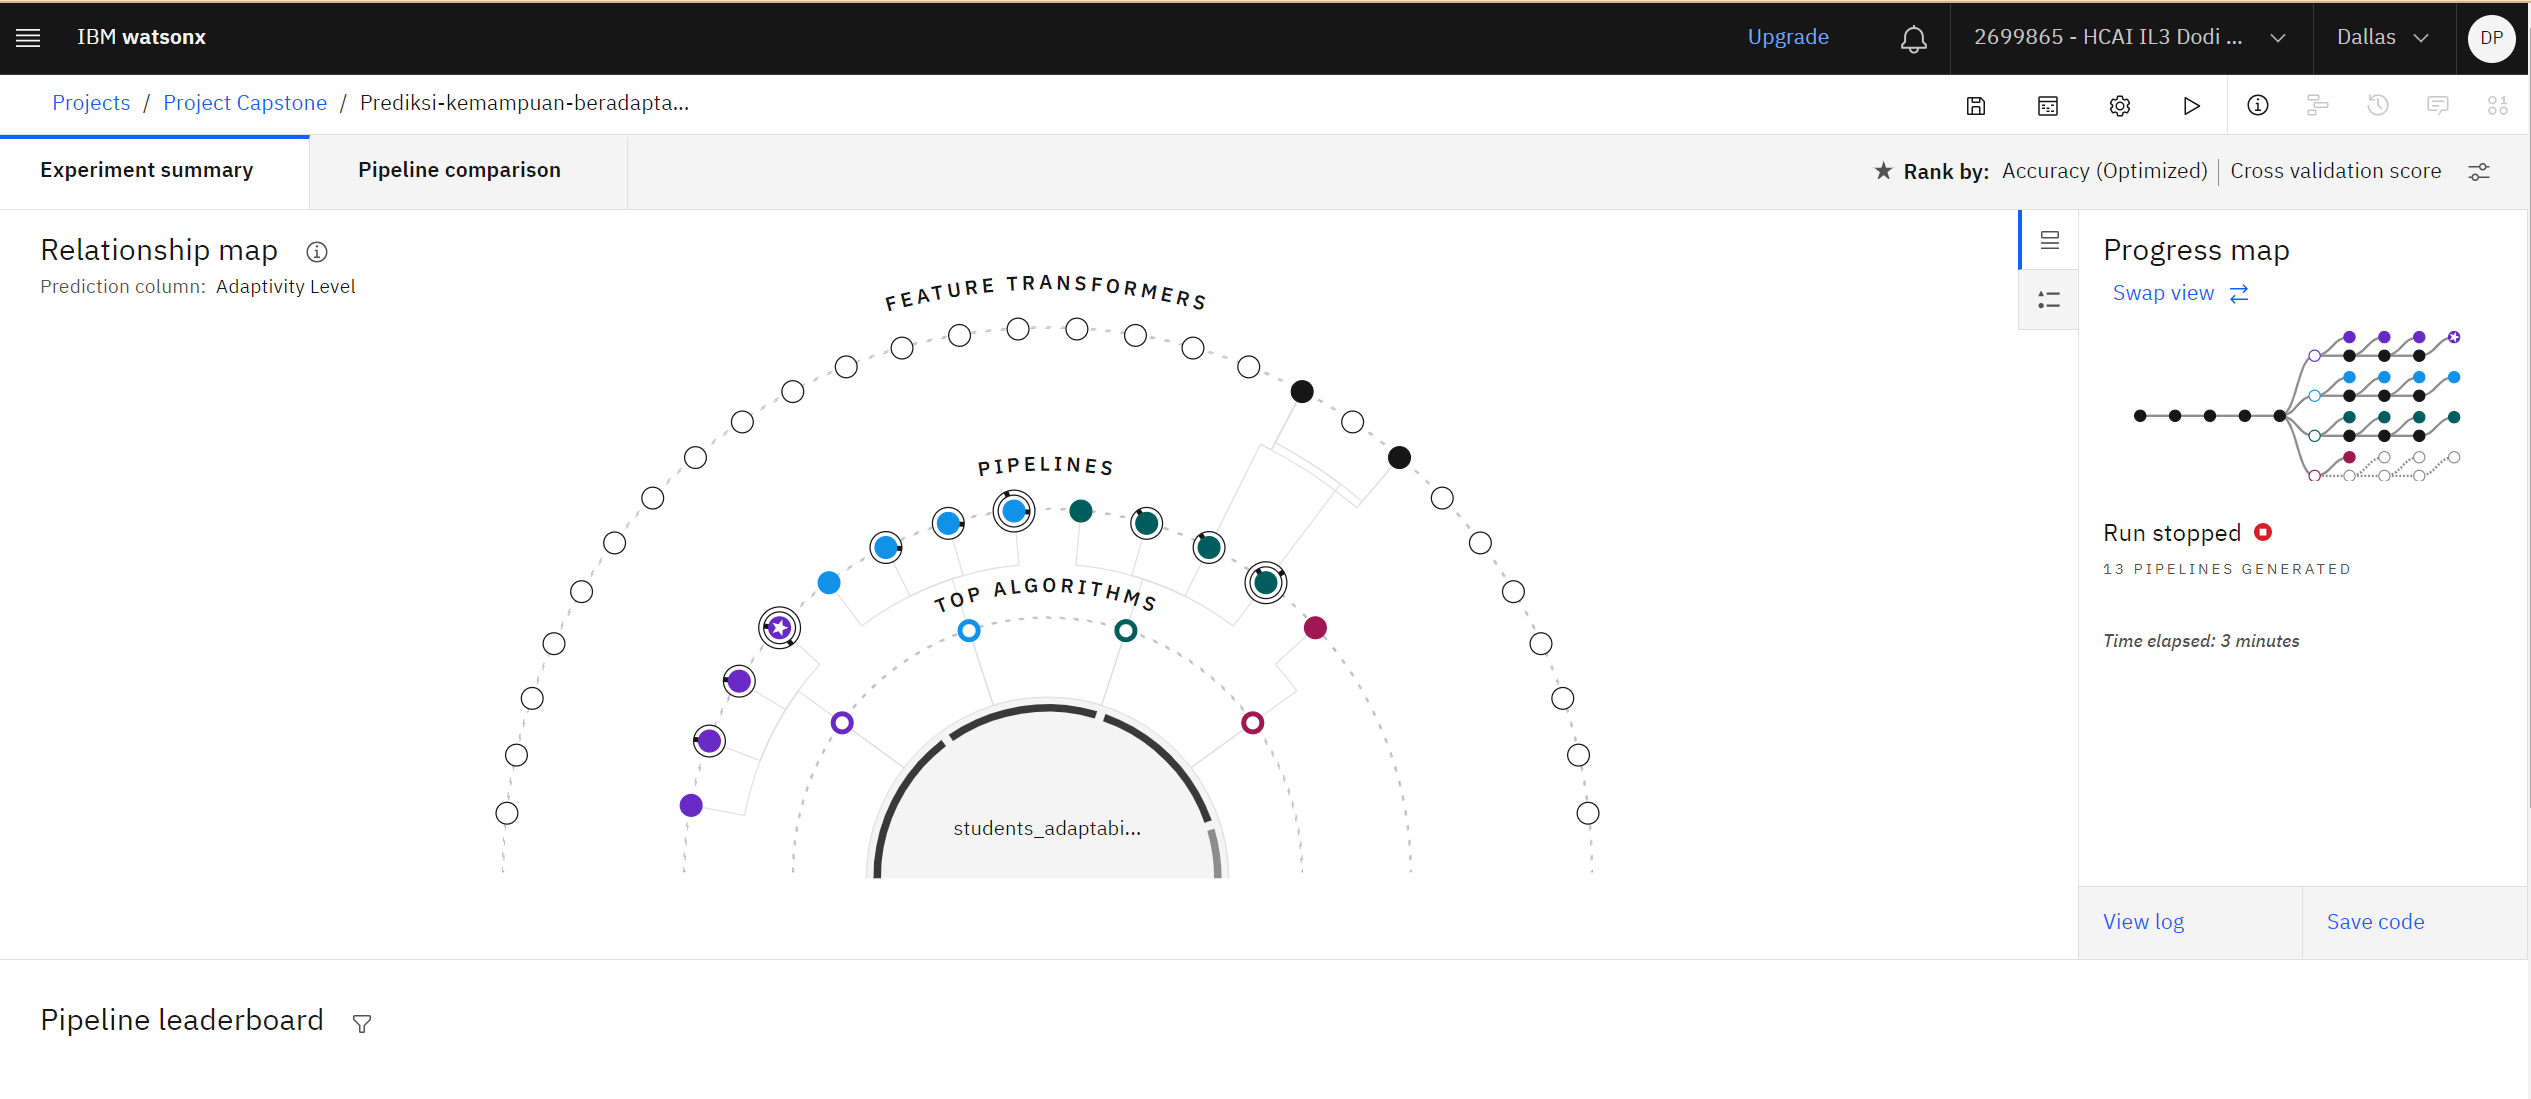 IBM watsonx
Upgrade
2699865 - HCAI IL3 Dodi ...
Dallas
DP
Projects / Project Capstone / Prediksi-kemampuan-beradapta...
Experiment summary
Pipeline comparison
Rank by: Accuracy (Optimized) | Cross validation score
Relationship map
Prediction column: Adaptivity Level
FEATURE TRANSFORMERS
PIPELINES
TOP ALGORITHMS
students_adaptabi...
Progress map
Swap view
Run stopped
13 PIPELINES GENERATED
Time elapsed: 3 minutes
View log
Save code
Pipeline leaderboard